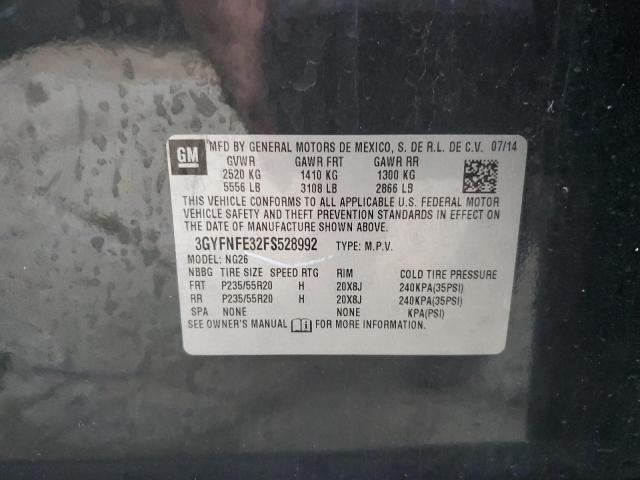 GM MFD BY GENERAL MOTORS DE MEXICO, S. DE R.L. DE C.V. 07/14
GVWR GAWR FRT GAWR RR
2520 KG 1410 KG 1300 KG
5556 LB 3108 LB 2866 LB
THIS VEHICLE CONFORMS TO ALL APPLICABLE U.S. FEDERAL MOTOR
VEHICLE SAFETY AND THEFT PREVENTION STANDARDS IN EFFECT ON
THE DATE OF MANUFACTURE SHOWN ABOVE.
3GYFNFE32FS528992 TYPE: M.P.V.
MODEL: NG26
NBBG TIRE SIZE SPEED RTG RIM COLD TIRE PRESSURE
FRT P235/55R20 H 20X8J 240KPA(35PSI)
RR P235/55R20 H 20X8J 240KPA(35PSI)
SPA NONE NONE KPA(PSI)
SEE OWNER'S MANUAL FOR MORE INFORMATION.